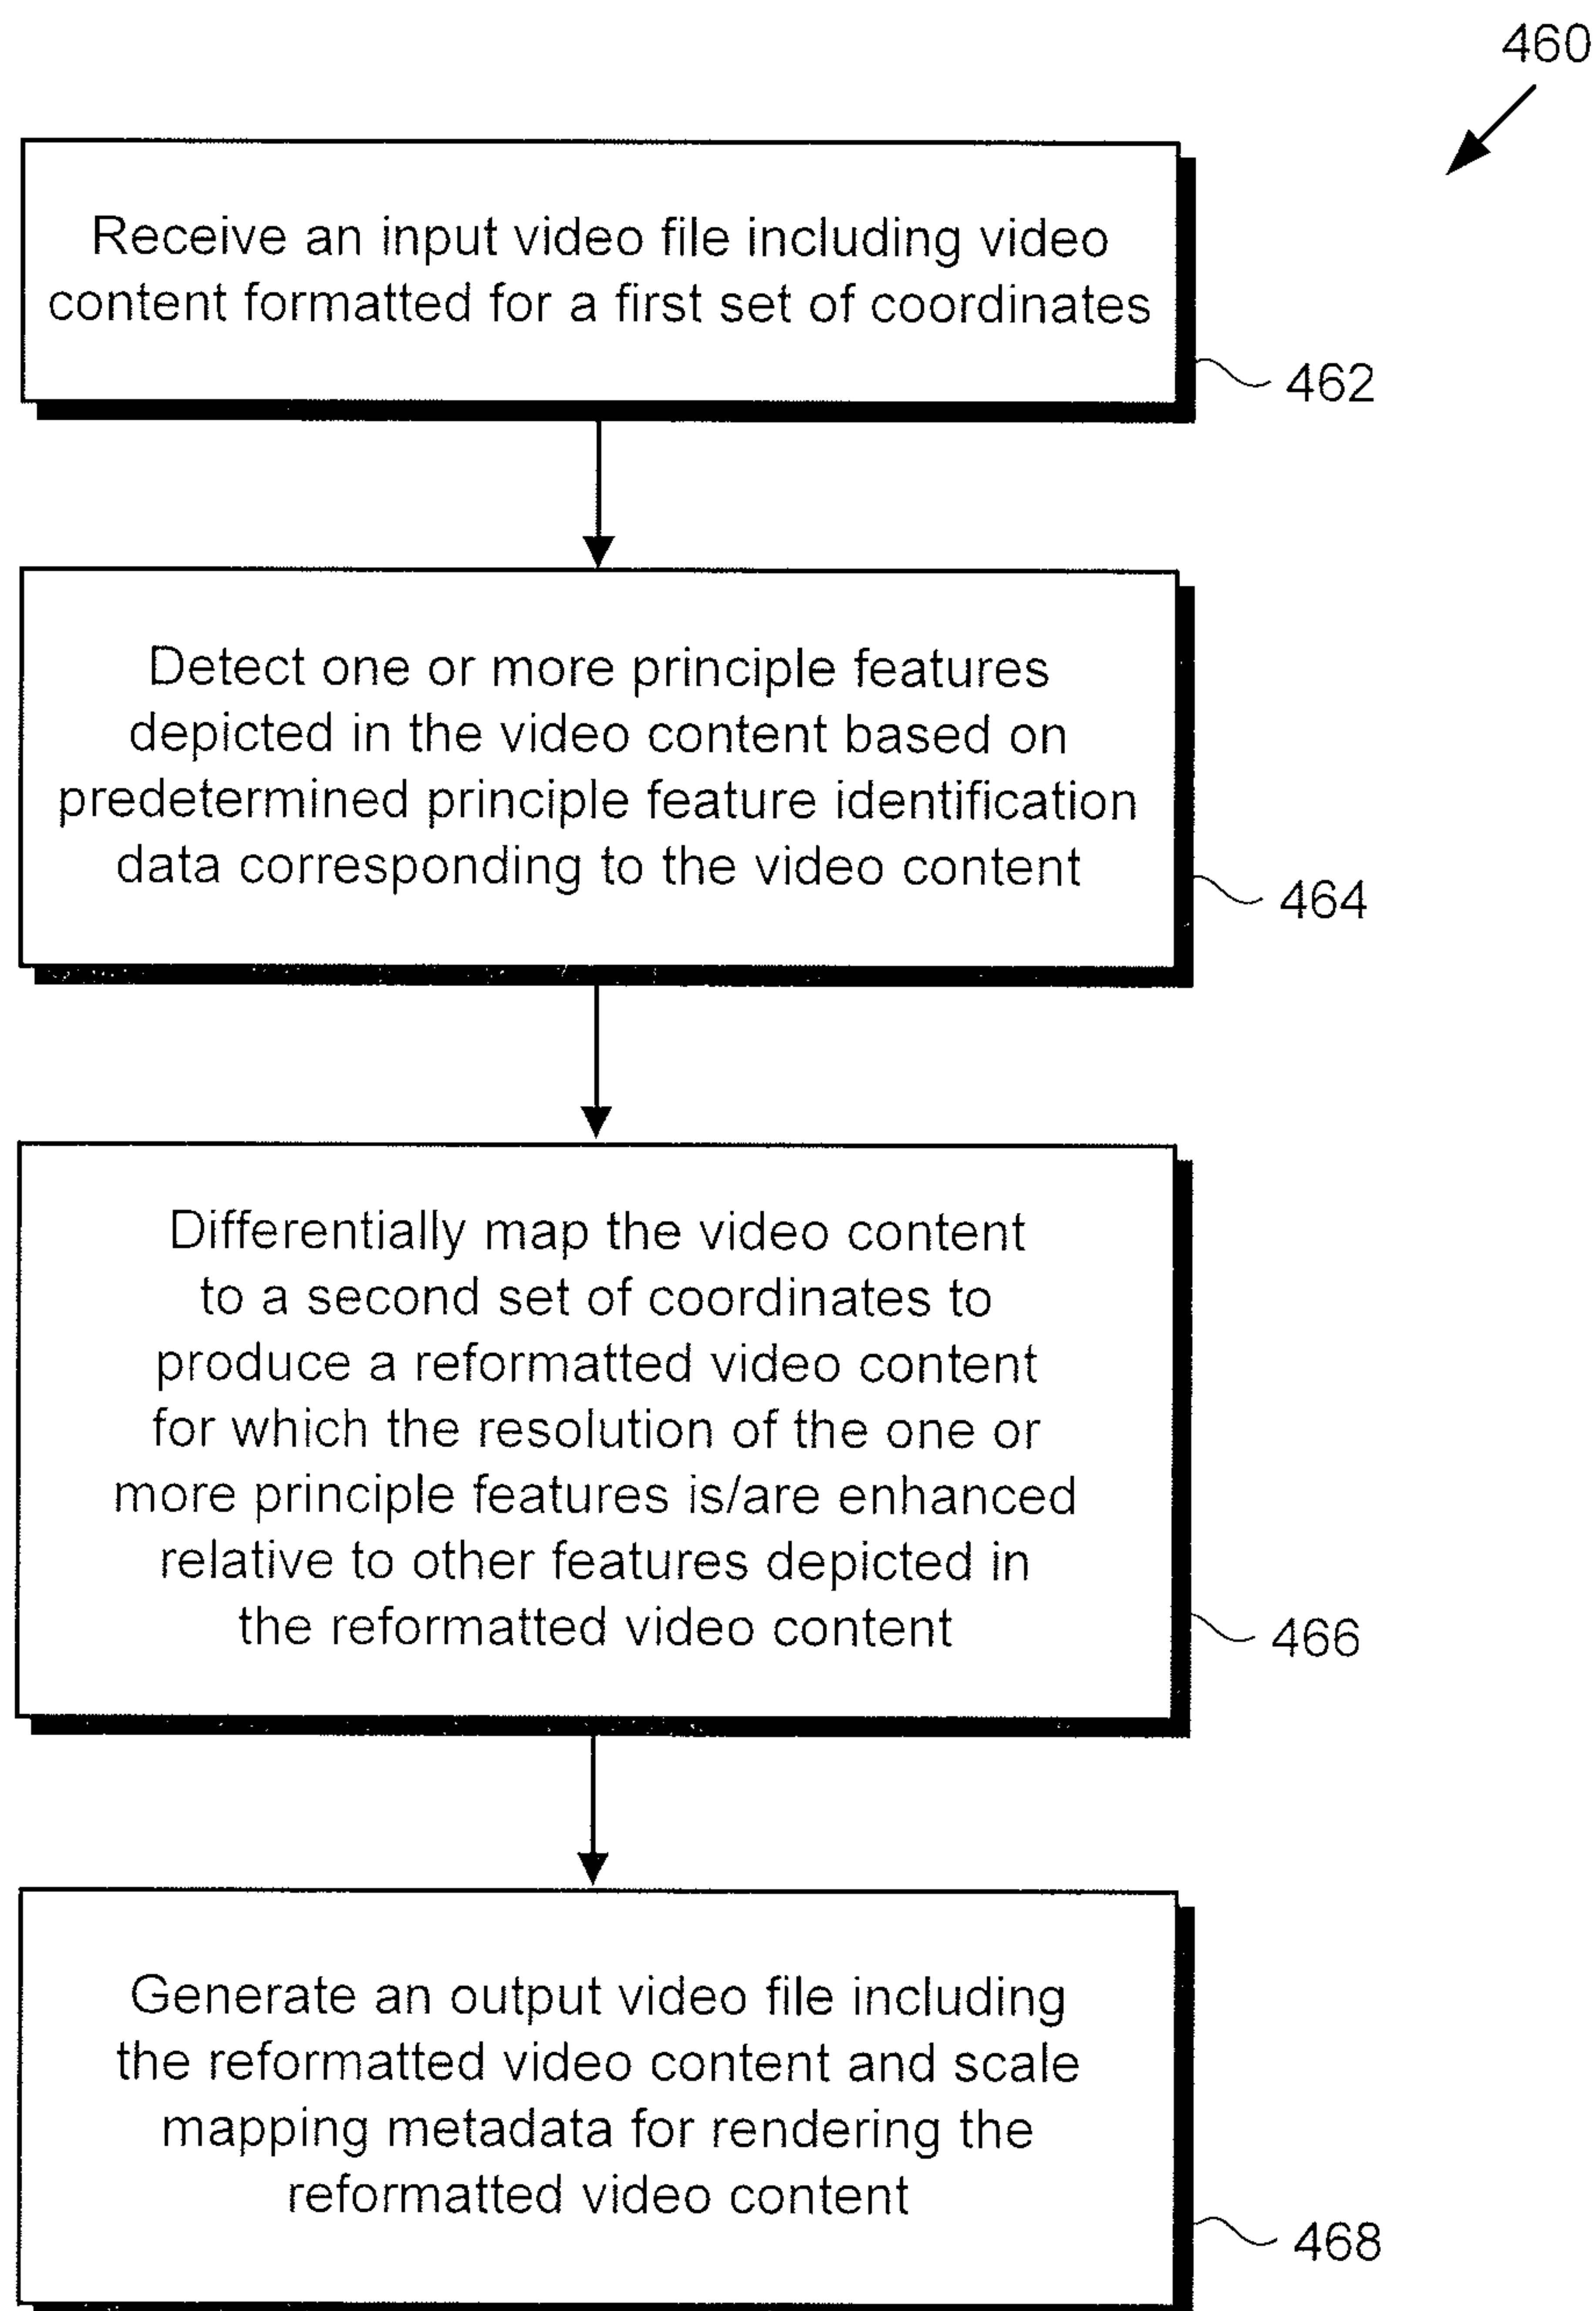 460
Receive an input video file including video
content formatted for a first set of coordinates
462
Detect one or more principle features
depicted in the video content based on
predetermined principle feature identification
data corresponding to the video content
464
Differentially map the video content
to a second set of coordinates to
produce a reformatted video content
for which the resolution of the one or
more principle features is/are enhanced
relative to other features depicted in
the reformatted video content
466
Generate an output video file including
the reformatted video content and scale
mapping metadata for rendering the
reformatted video content
468